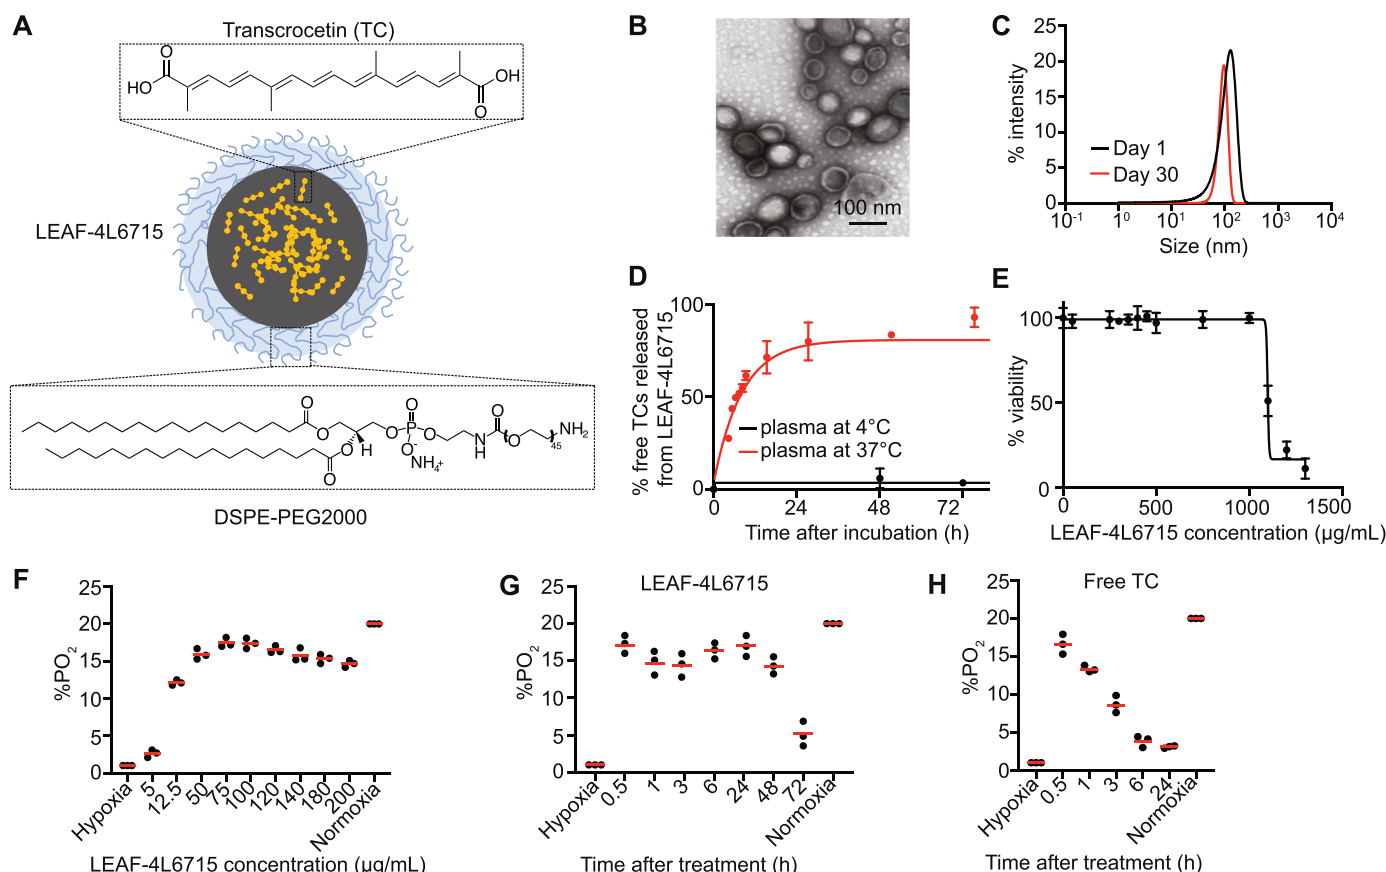 A
Transcrocetin (TC)
O
HO
OH
O
LEAF-4L6715
O
O
O
P
O
O
O
H
O-
NH4+
N
H
O
O
45
NH2
O
DSPE-PEG2000
B
100 nm
C
% intensity
25
20
15
10
5
0
Day 1
Day 30
10-1
100
101
102
103
104
Size (nm)
D
% free TCs released
from LEAF-4L6715
100
50
0
plasma at 4°C
plasma at 37°C
0
24
48
72
Time after incubation (h)
E
% viability
100
50
0
0
500
1000
1500
LEAF-4L6715 concentration (µg/mL)
F
%PO2
25
20
15
10
5
0
Hypoxia
5
12.5
50
75
100
120
140
180
200
Normoxia
LEAF-4L6715 concentration (µg/mL)
G
LEAF-4L6715
%PO2
25
20
15
10
5
0
Hypoxia
0.5
1
3
6
24
48
72
Normoxia
Time after treatment (h)
H
Free TC
%PO2
25
20
15
10
5
0
Hypoxia
0.5
1
3
6
24
Normoxia
Time after treatment (h)